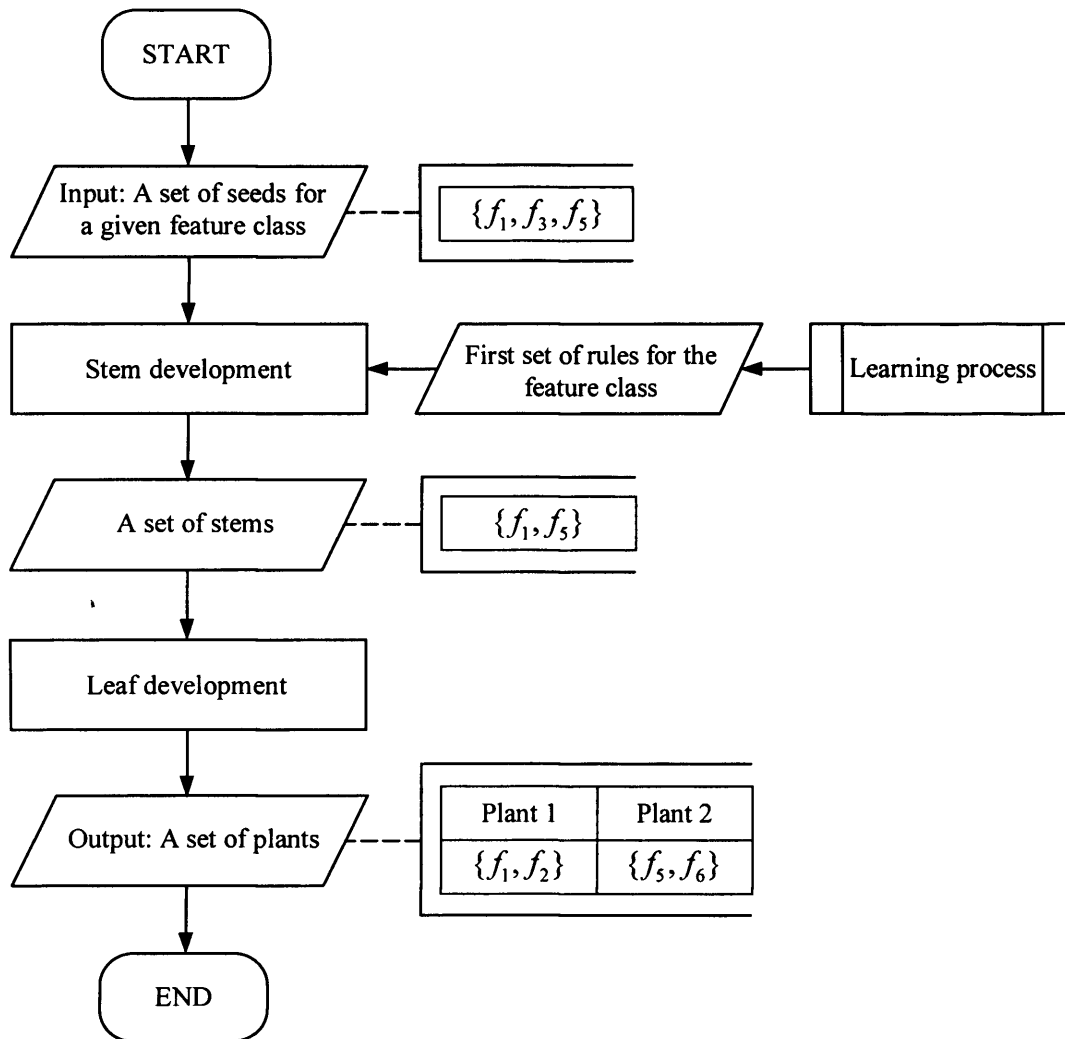 START
Input: A set of seeds for
a given feature class
{f₁, f₃, f₅}
Stem development
First set of rules for the
feature class
Learning process
A set of stems
{f₁, f₅}
Leaf development
Output: A set of plants
Plant 1
Plant 2
{f₁, f₂}
{f₅, f₆}
END